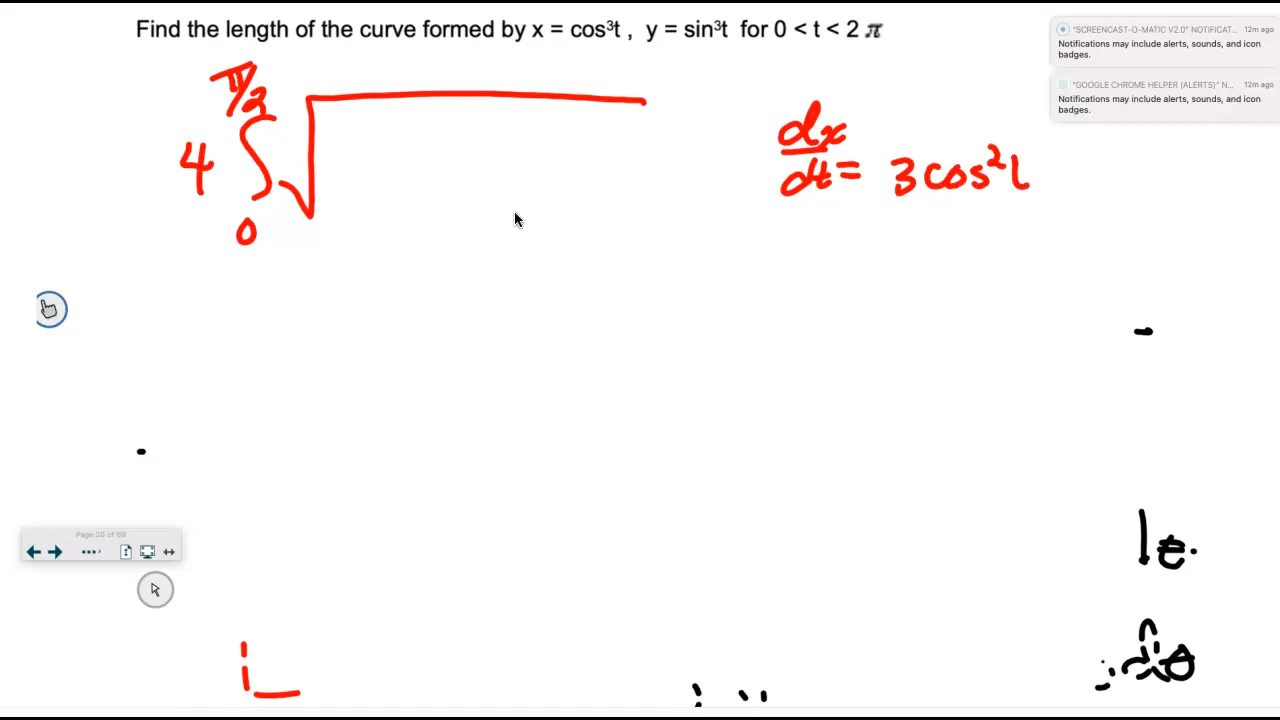 Find the length of the curve formed by x = cos³t , y = sin³t for 0 < t < 2 π
"SCREENCAST-O-MATIC V2.0" NOTIFICAT... 12m ago
Notifications may include alerts, sounds, and icon
badges.
"GOOGLE CHROME HELPER (ALERTS)" N... 12m ago
Notifications may include alerts, sounds, and icon
badges.
π/2
4 ∫ √
0
dx
dt = 3cos²
Page 20 of 69